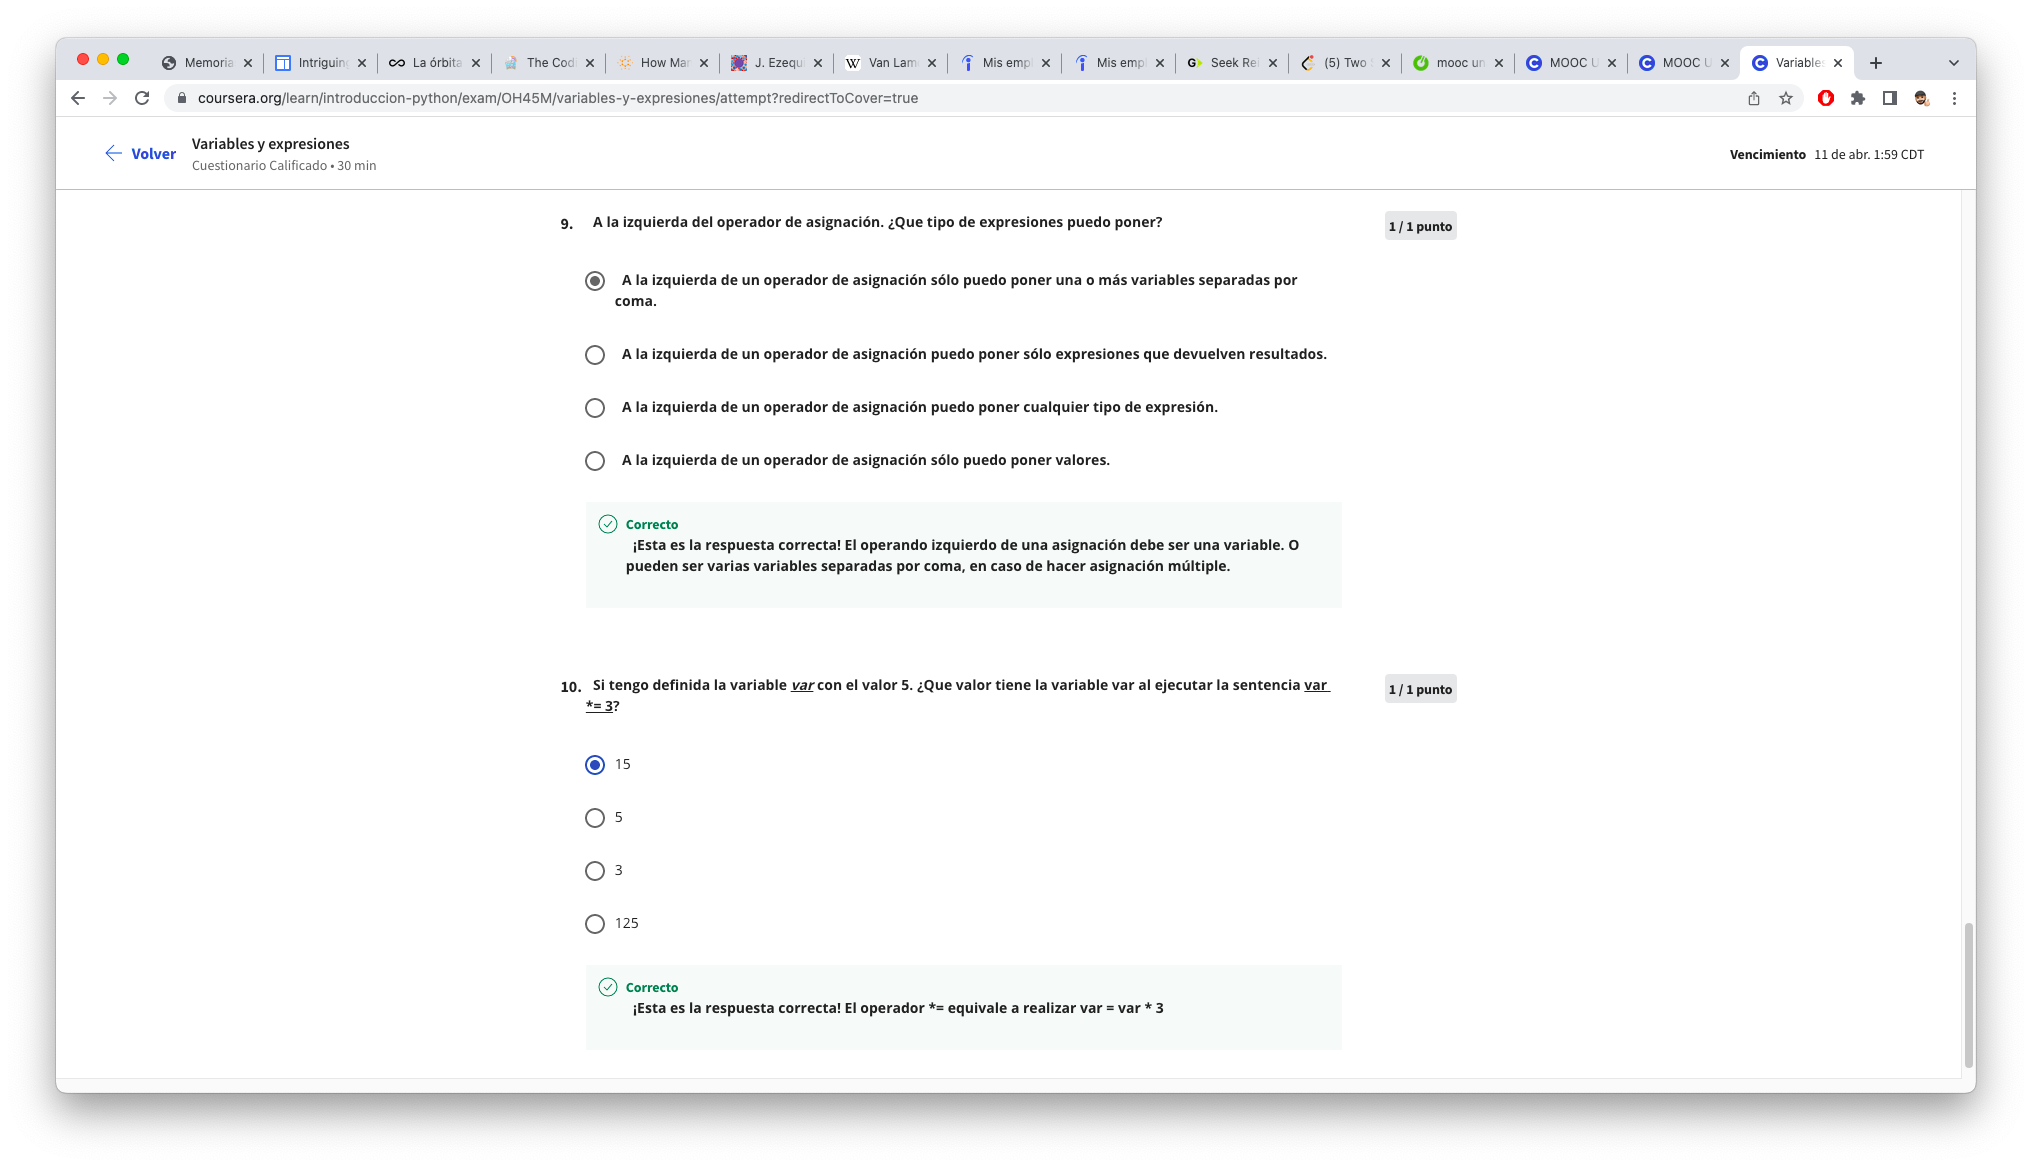 Memoria
Intriguin
La órbita
The Cod
How Mar
J. Ezequ
W Van Lam
Mis emp
Mis emp
G Seek Re
(5) Two
mooc un
MOOC U
MOOC U
Variables
coursera.org/learn/introduccion-python/exam/OH45M/variables-y-expresiones/attempt?redirectToCover=true
Volver
Variables y expresiones
Cuestionario Calificado • 30 min
Vencimiento 11 de abr. 1:59 CDT
9. A la izquierda del operador de asignación. ¿Que tipo de expresiones puedo poner?
1 / 1 punto
A la izquierda de un operador de asignación sólo puedo poner una o más variables separadas por
coma.
A la izquierda de un operador de asignación puedo poner sólo expresiones que devuelven resultados.
A la izquierda de un operador de asignación puedo poner cualquier tipo de expresión.
A la izquierda de un operador de asignación sólo puedo poner valores.
Correcto
¡Esta es la respuesta correcta! El operando izquierdo de una asignación debe ser una variable. O
pueden ser varias variables separadas por coma, en caso de hacer asignación múltiple.
10. Si tengo definida la variable var con el valor 5. ¿Que valor tiene la variable var al ejecutar la sentencia var
*= 3?
1 / 1 punto
15
5
3
125
Correcto
¡Esta es la respuesta correcta! El operador *= equivale a realizar var = var * 3